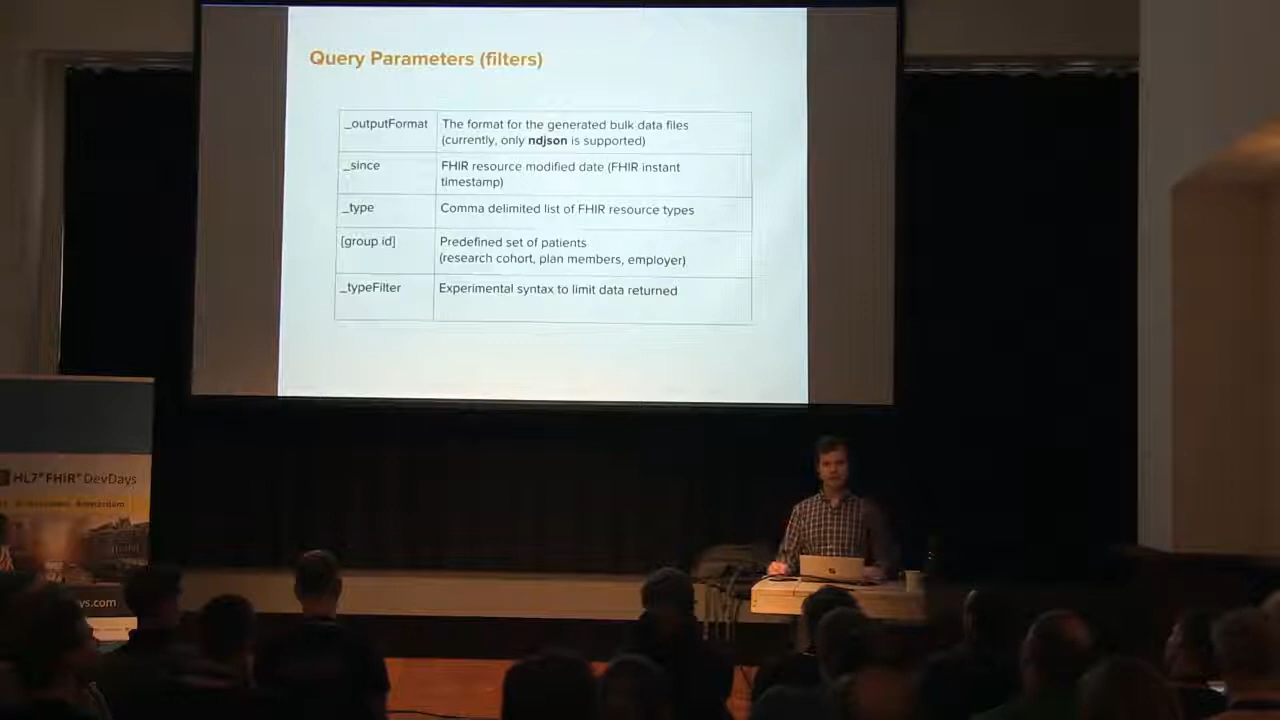 Query Parameters (filters)
_outputFormat
The format for the generated bulk data files
(currently, only ndjson is supported)
_since
FHIR resource modified date (FHIR instant
timestamp)
_type
Comma delimited list of FHIR resource types
[group id]
Predefined set of patients
(research cohort, plan members, employer)
_typeFilter
Experimental syntax to limit data returned
HL7® FHIR® DevDays
ys.com